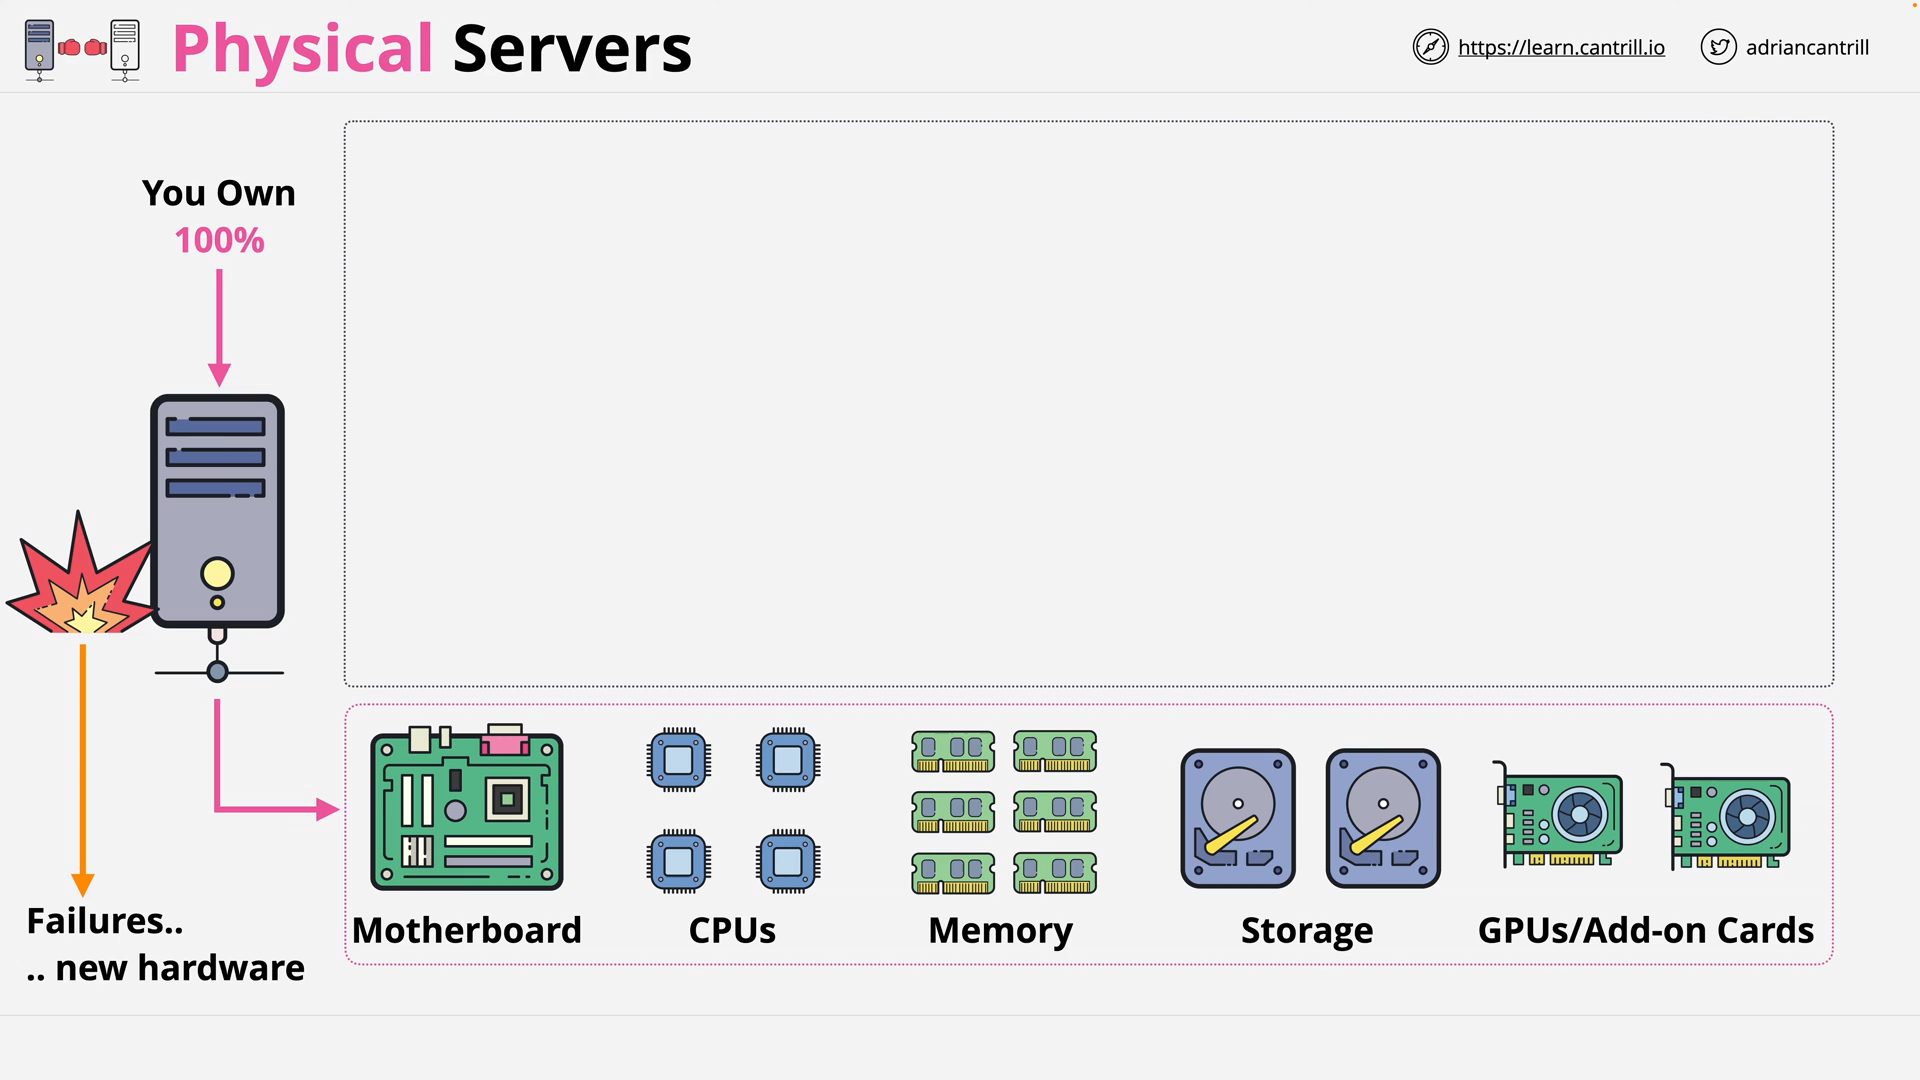 Physical Servers
https://learn.cantrill.io
adriancantrill
You Own
100%
Failures..
.. new hardware
Motherboard
CPUs
Memory
Storage
GPUs/Add-on Cards